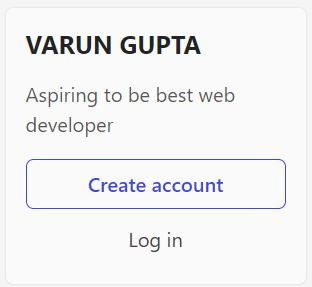 VARUN GUPTA
Aspiring to be best web
developer
Create account
Log in